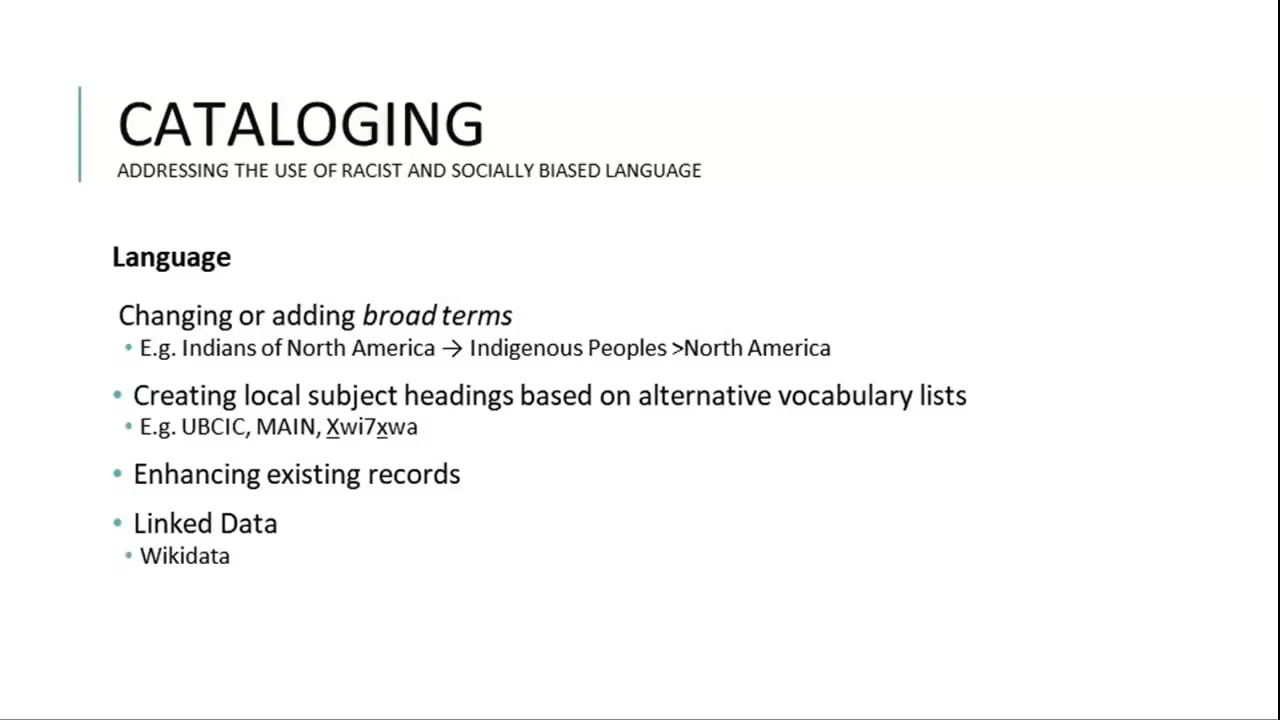 CATALOGING
ADDRESSING THE USE OF RACIST AND SOCIALLY BIASED LANGUAGE
Language
Changing or adding broad terms
• E.g. Indians of North America → Indigenous Peoples >North America
• Creating local subject headings based on alternative vocabulary lists
• E.g. UBCIC, MAIN, X̲wi7x̲wa
• Enhancing existing records
• Linked Data
• Wikidata